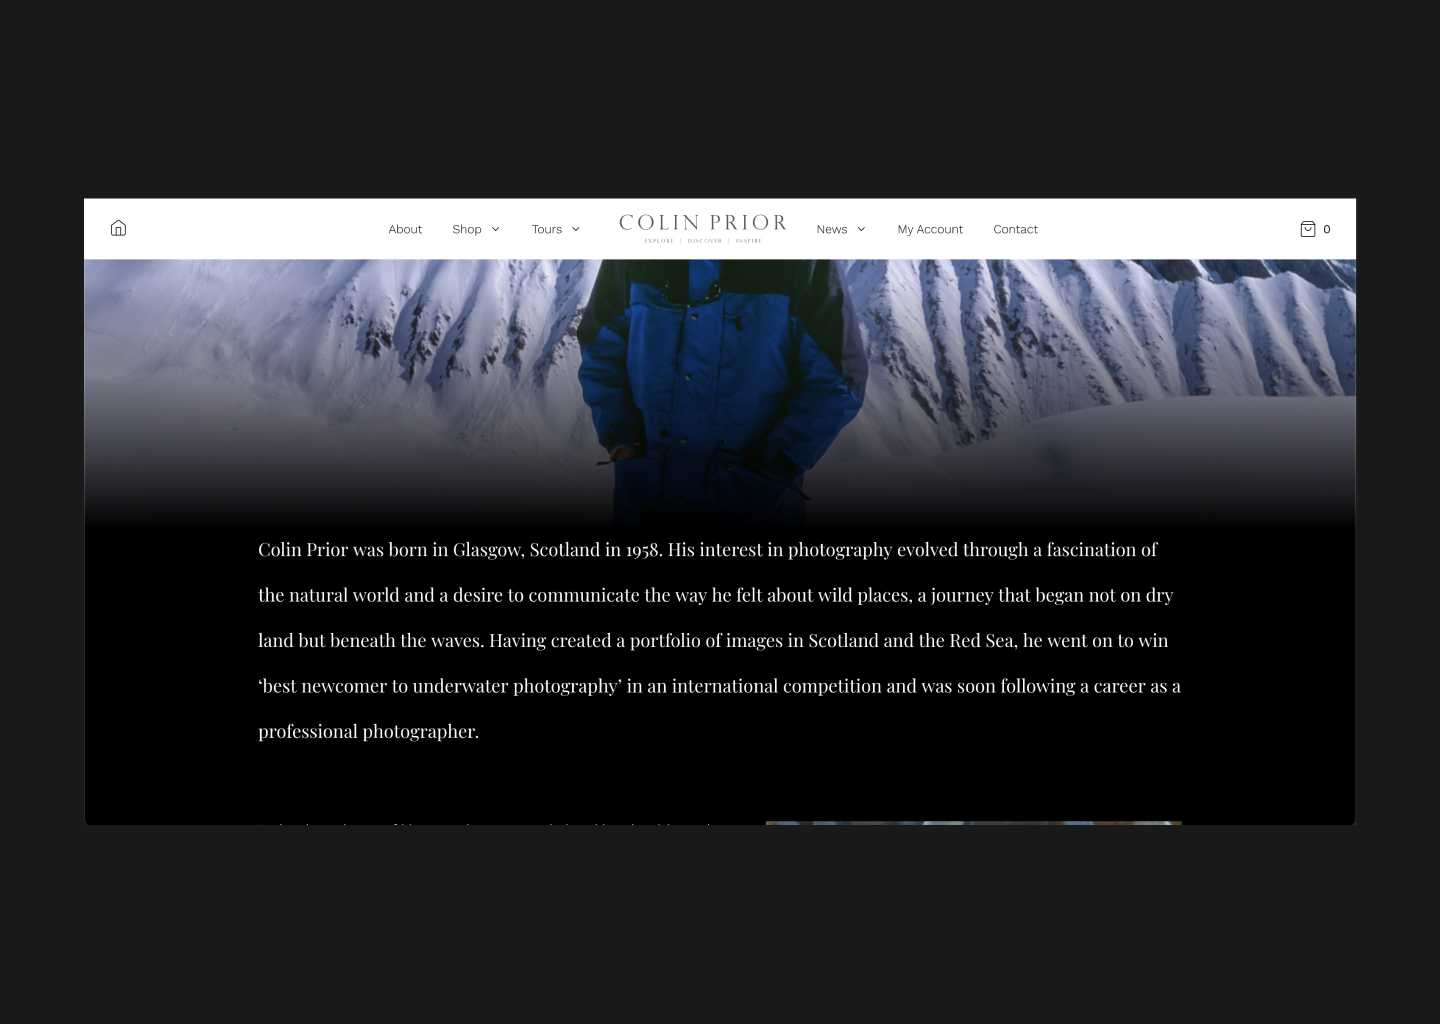 About Shop Tours COLIN PRIOR News My Account Contact 0
EXPLORE | DISCOVER | INSPIRE
Colin Prior was born in Glasgow, Scotland in 1958. His interest in photography evolved through a fascination of
the natural world and a desire to communicate the way he felt about wild places, a journey that began not on dry
land but beneath the waves. Having created a portfolio of images in Scotland and the Red Sea, he went on to win
‘best newcomer to underwater photography’ in an international competition and was soon following a career as a
professional photographer.